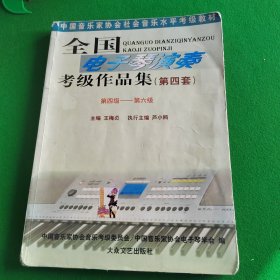 中国音乐家协会社会音乐水平考级教材
全国
QUANGUO DIANZIQINYANZOU
KAOJI ZUOPINJI
电子琴演奏
考级作品集(第四套)
第四级——第六级
主编 王梅贞 执行主编 芦小鸥
中国音乐家协会音乐考级委员会/中国音乐家协会电子琴学会 编
大众文艺出版社